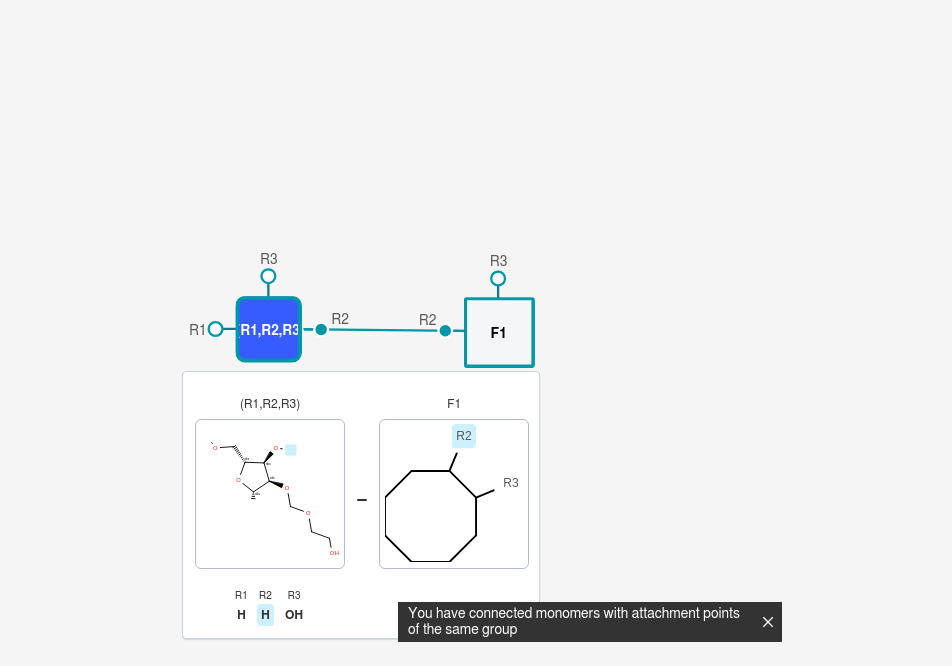 R3
R3
R1
R1,R2,R3
R2
R2
F1
(R1,R2,R3)
F1
R2
R3
O
O
O
O
O
OH
R1
R2
R3
H
H
OH
You have connected monomers with attachment points
of the same group